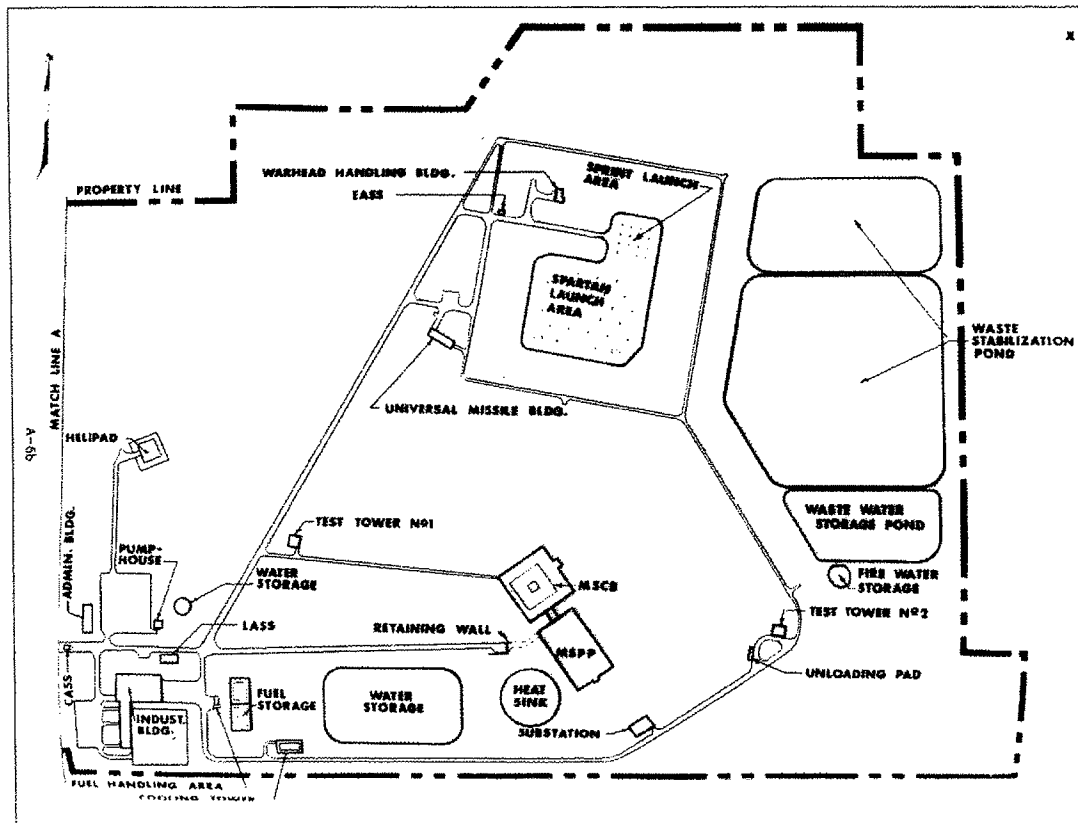 X
WARHEAD HANDLING BLDG.
EASS
SPRINT LAUNCH
AREA
PROPERTY LINE
SPARTAN
LAUNCH
AREA
WASTE
STABILIZATION
POND
MATCH LINE A
A-6b
UNIVERSAL MISSILE BLDG.
HELIPAD
WASTE WATER
STORAGE POND
TEST TOWER Nº1
ADMIN. BLDG.
PUMP-
HOUSE
WATER
STORAGE
MSCB
FIRE WATER
STORAGE
TEST TOWER Nº2
LASS
RETAINING WALL
MSPP
UNLOADING PAD
CASS
FUEL
STORAGE
WATER
STORAGE
HEAT
SINK
INDUST.
BLDG.
SUBSTATION
FUEL HANDLING AREA
COOLING TOWER